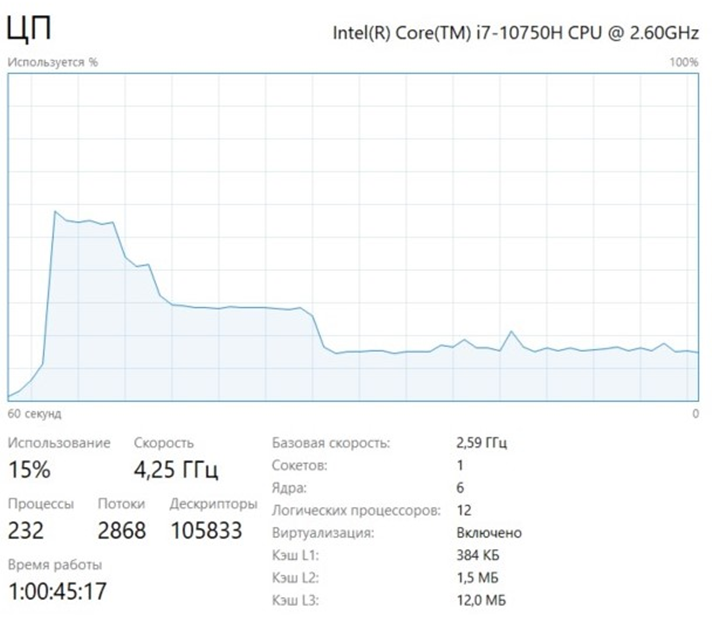 ЦП
Intel(R) Core(TM) i7-10750H CPU @ 2.60GHz
Используется %
100%
60 секунд
0
Использование
Скорость
15%
4,25 ГГц
Процессы
Потоки
Дескрипторы
232
2868
105833
Время работы
1:00:45:17
Базовая скорость: 2,59 ГГц
Сокетов: 1
Ядра: 6
Логических процессоров: 12
Виртуализация: Включено
Кэш L1: 384 КБ
Кэш L2: 1,5 МБ
Кэш L3: 12,0 МБ